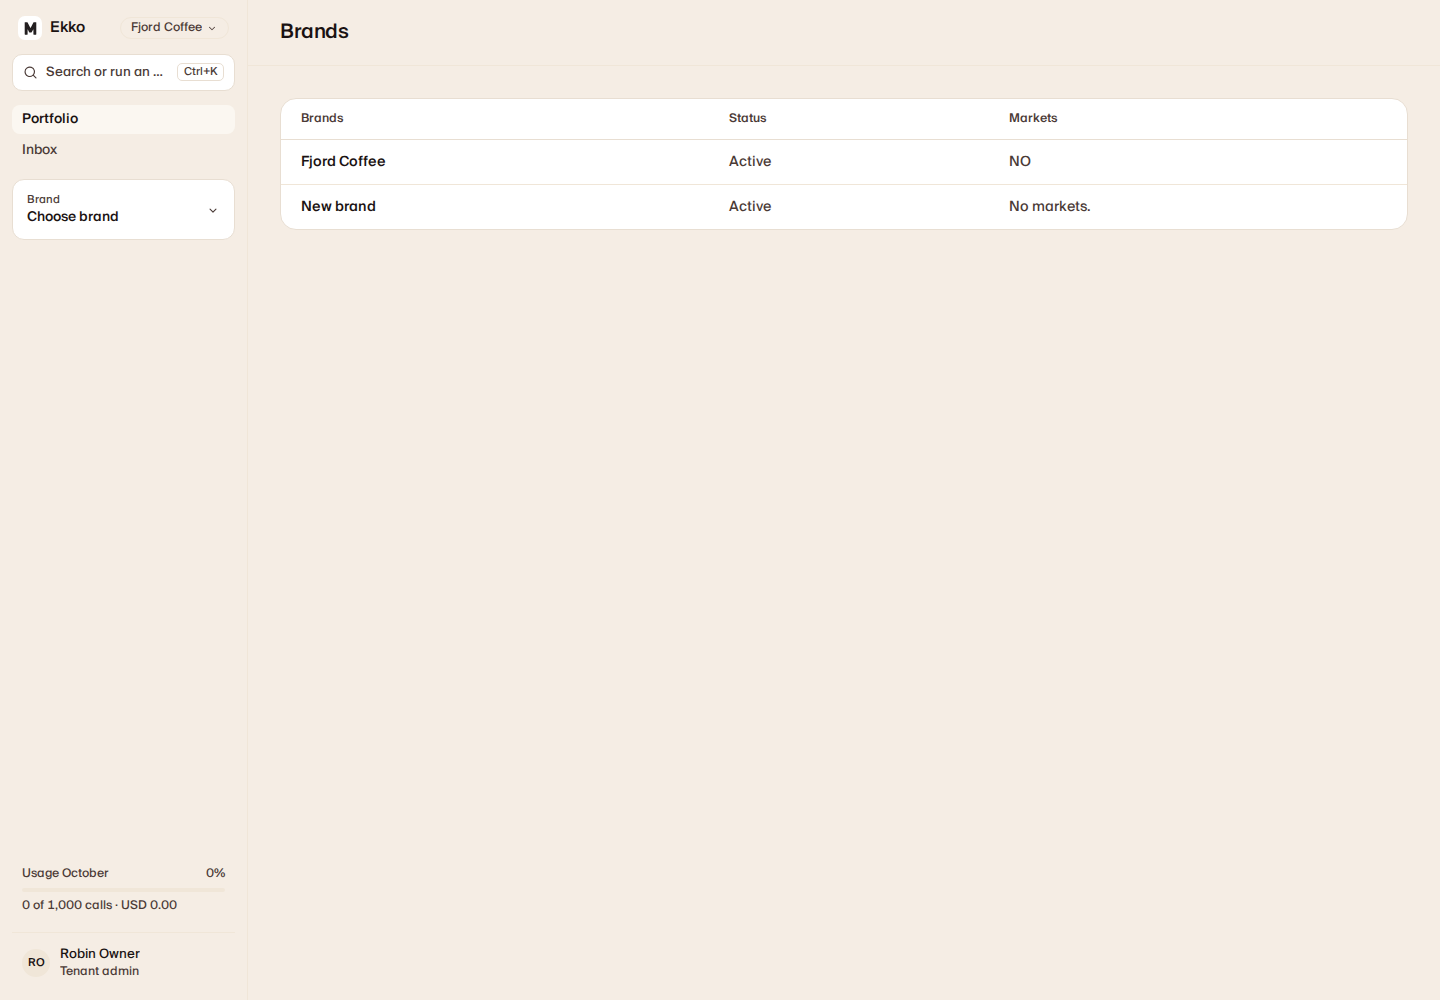 Ekko
Fjord Coffee
Search or run an ...
Ctrl+K
Portfolio
Inbox
Brand
Choose brand
Usage October 0%
0 of 1,000 calls · USD 0.00
RO
Robin Owner
Tenant admin
Brands
Brands Status Markets
Fjord Coffee Active NO
New brand Active No markets.